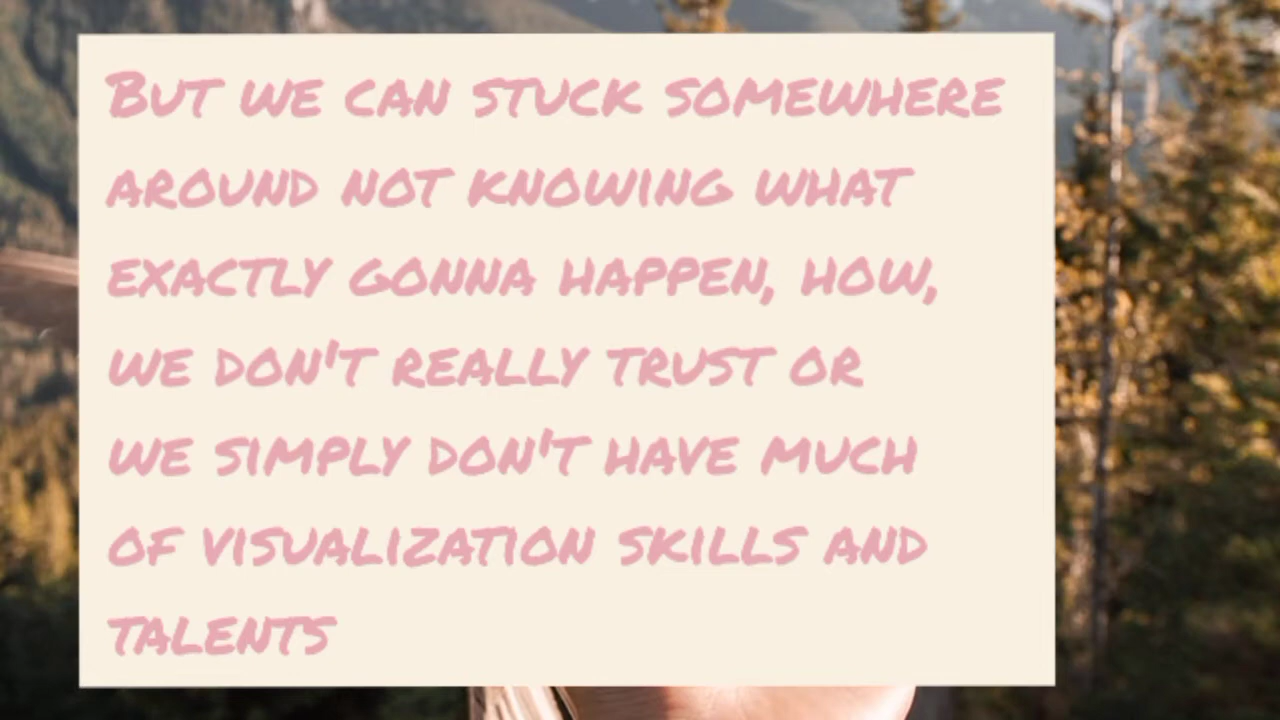 But we can stuck somewhere
around not knowing what
exactly gonna happen, how,
we don't really trust or
we simply don't have much
of visualization skills and
talents